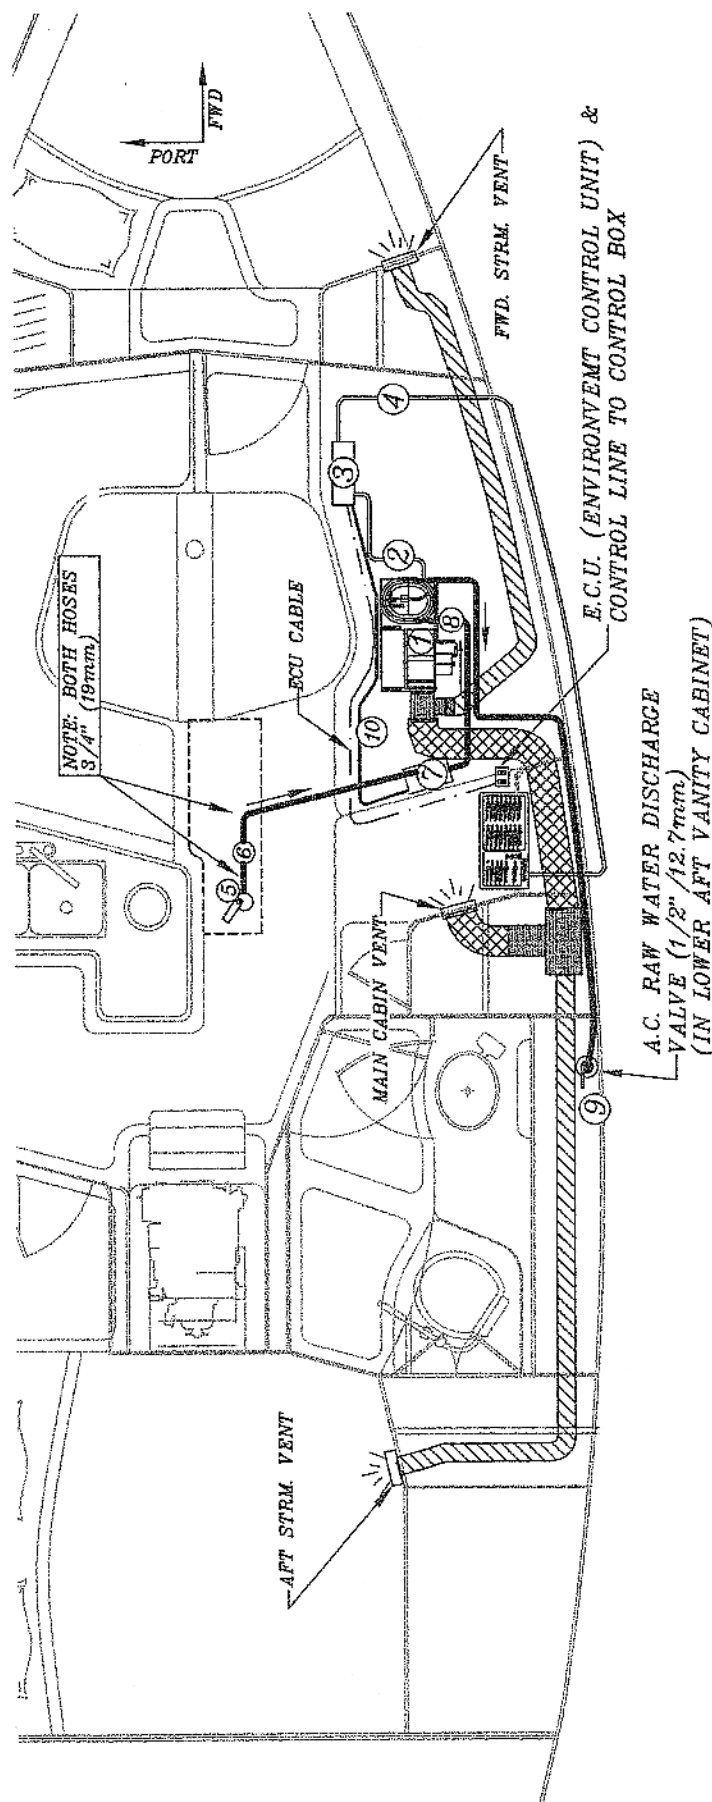 FWD
PORT
FWD. STRM. VENT
E.C.U. (ENVIRONVEMT CONTROL UNIT) &
CONTROL LINE TO CONTROL BOX
4
3
2
1
8
NOTE: BOTH HOSES
3/4" (19mm)
ECU CABLE
10
7
6
5
MAIN CABIN VENT
A.C. RAW WATER DISCHARGE
VALVE (1/2"/12.7mm)
(IN LOWER AFT VANITY CABINET)
9
AFT STRM. VENT